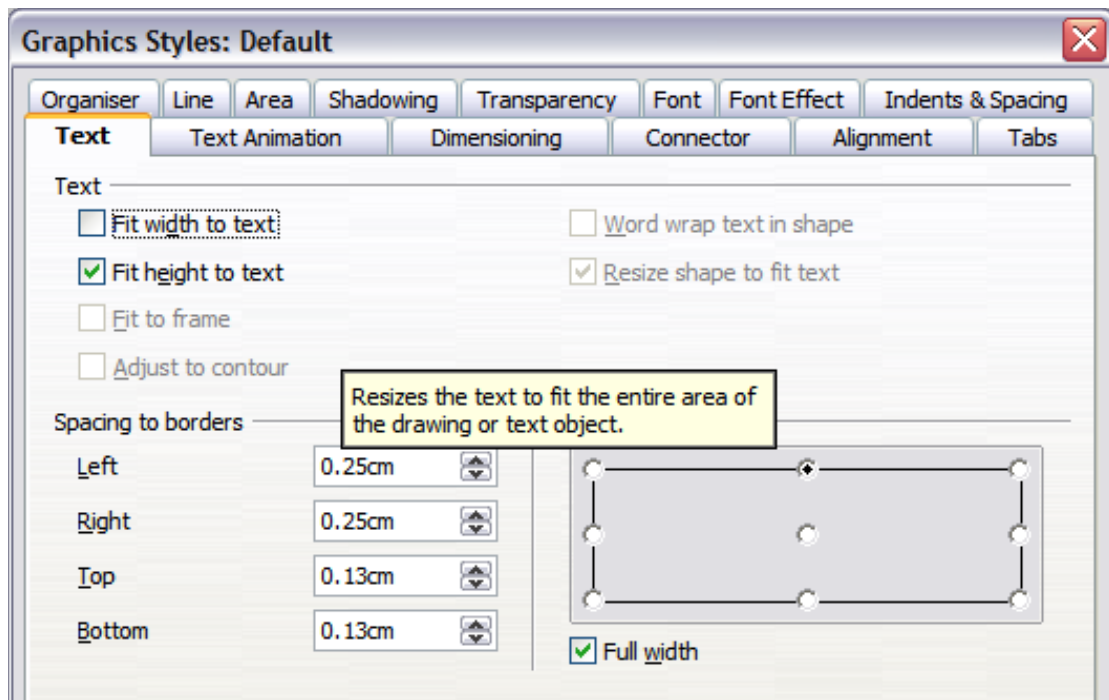 Graphics Styles: Default
Organiser Line Area Shadowing Transparency Font Font Effect Indents & Spacing
Text Text Animation Dimensioning Connector Alignment Tabs
Text
Fit width to text
Word wrap text in shape
Fit height to text
Resize shape to fit text
Fit to frame
Adjust to contour
Resizes the text to fit the entire area of
the drawing or text object.
Spacing to borders
Left 0.25cm
Right 0.25cm
Top 0.13cm
Bottom 0.13cm
Full width